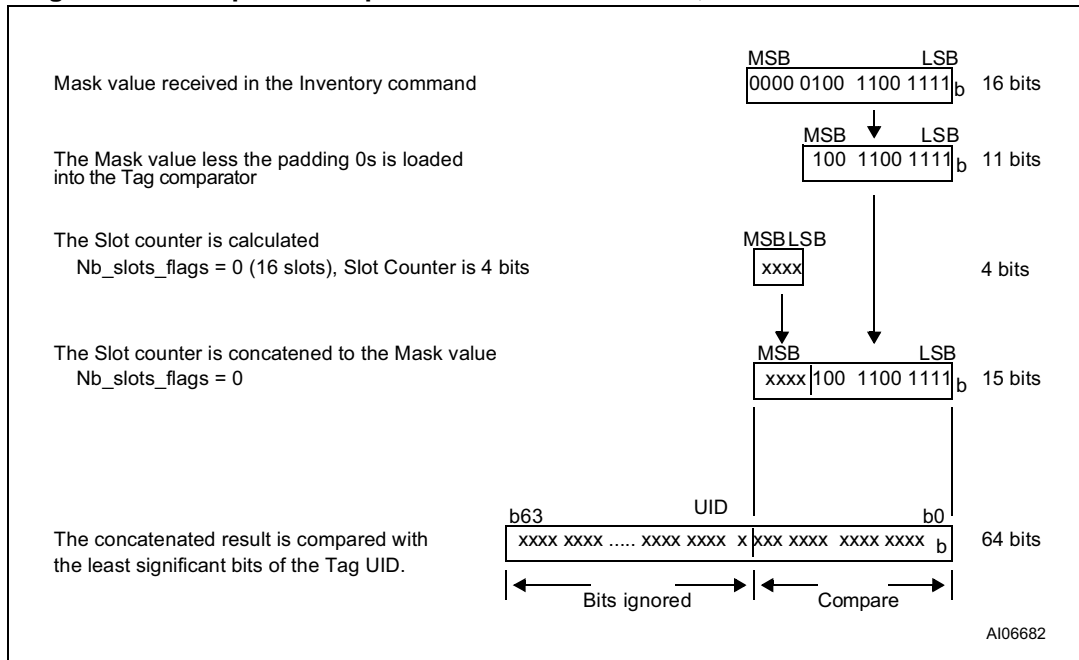 MSB LSB
Mask value received in the Inventory command 0000 0100 1100 1111 b 16 bits
MSB LSB
The Mask value less the padding 0s is loaded
into the Tag comparator
100 1100 1111 b 11 bits
The Slot counter is calculated
MSB LSB
Nb_slots_flags = 0 (16 slots), Slot Counter is 4 bits xxxx 4 bits
The Slot counter is concatened to the Mask value
MSB LSB
Nb_slots_flags = 0 xxxx 100 1100 1111 b 15 bits
UID
b63 b0
The concatenated result is compared with
the least significant bits of the Tag UID.
xxxx xxxx ..... xxxx xxxx x xxx xxxx xxxx xxxx b 64 bits
Bits ignored Compare
AI06682